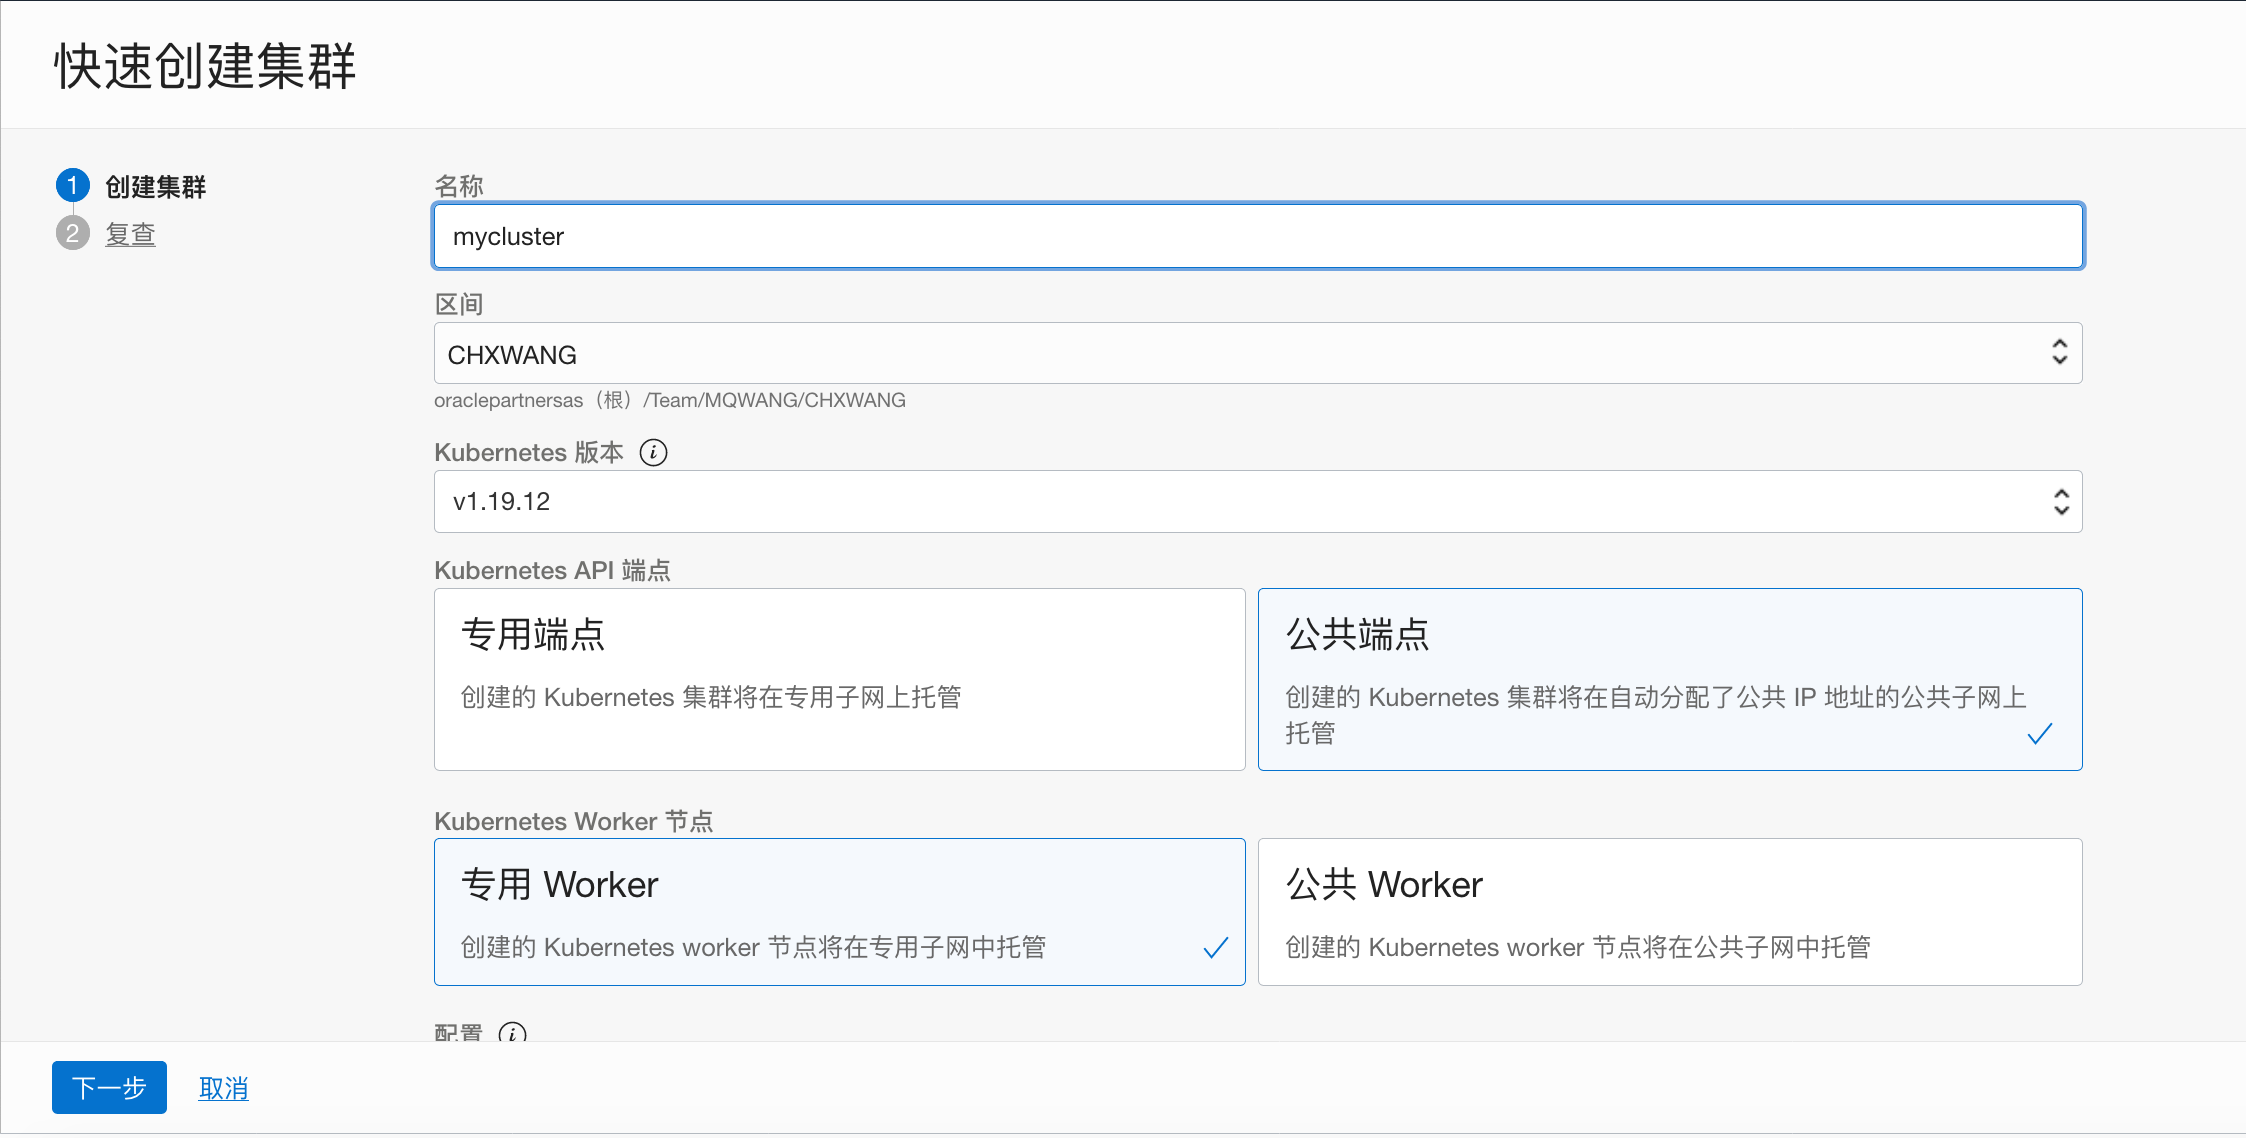 快速创建集群
1 创建集群
2 复查
名称
mycluster
区间
CHXWANG
oraclepartnersas（根）/Team/MQWANG/CHXWANG
Kubernetes 版本 i
v1.19.12
Kubernetes API 端点
专用端点
创建的 Kubernetes 集群将在专用子网上托管
公共端点
创建的 Kubernetes 集群将在自动分配了公共 IP 地址的公共子网上
托管
Kubernetes Worker 节点
专用 Worker
创建的 Kubernetes worker 节点将在专用子网中托管
公共 Worker
创建的 Kubernetes worker 节点将在公共子网中托管
配置 i
下一步 取消